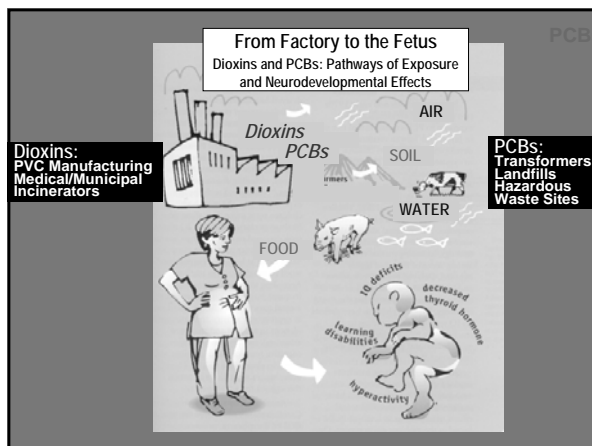 PCB
From Factory to the Fetus
Dioxins and PCBs: Pathways of Exposure
and Neurodevelopmental Effects
AIR
Dioxins
PCBs
SOIL
Dioxins:
PVC Manufacturing
Medical/Municipal
Incinerators
PCBs:
Transformers
Landfills
Hazardous
Waste Sites
WATER
FOOD
IQ deficits
decreased
thyroid hormone
learning
disabilities
hyperactivity